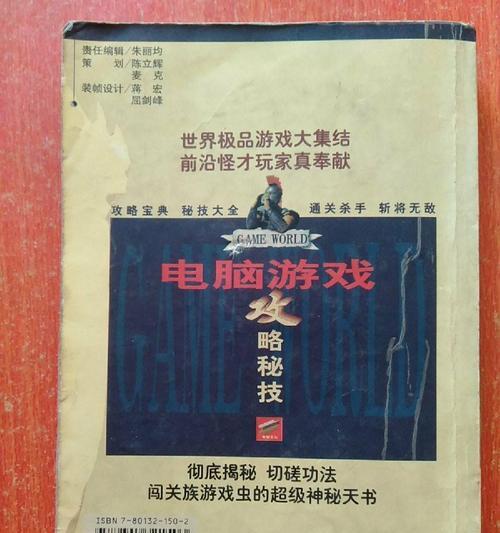 责任编辑/朱丽均
策 划/陈立辉
麦 克
装帧设计/蒋 宏
屈剑峰
世界极品游戏大集结
前沿怪才玩家真奉献
攻略宝典 秘技大全 通关杀手 斩将无敌
GAME WORLD
GAME WORLD
电脑游戏
攻
略
秘
技
彻底揭秘 切磋功法
闯关族游戏虫的超级神秘天书
ISBN 7-80132-150-2